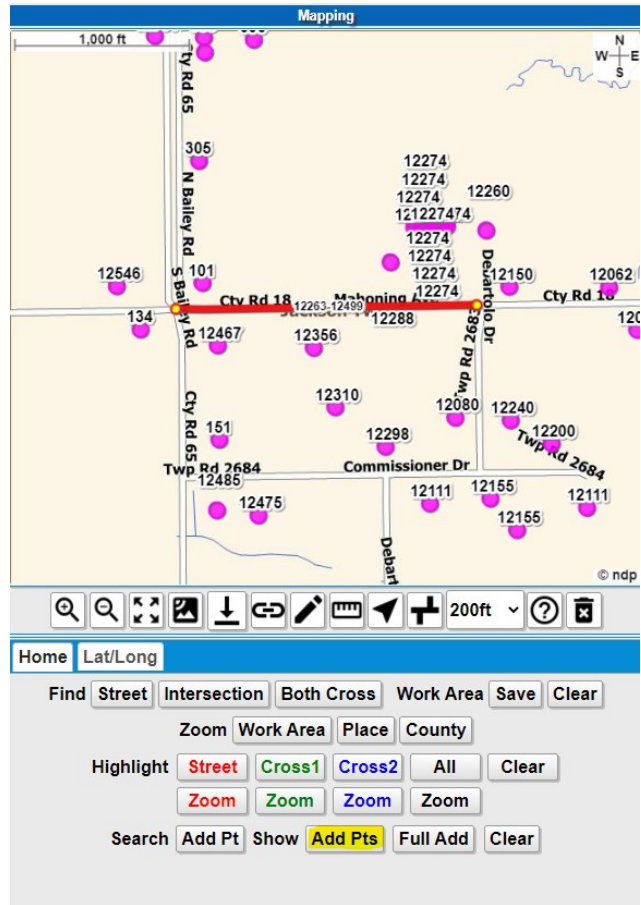 Mapping
1,000 ft
N
W E
S
Cty Rd 65
305
N Bailey Rd
12274
12274
12274
12260
12274
12274
12274
12274
12546
101
S Bailey Rd
12150
12062
Cty Rd 18
12263-12499
Mahoning
Cty Rd 18
134
12288
12467
12356
Twp Rd 2683
Debartolo Dr
12310
12080
12240
Cty Rd 65
151
12298
12200
Twp Rd 2684
Commissioner Dr
Twp Rd 2684
12485
12475
12111
12155
12111
12155
Debart
© ndp
200ft
?
Home Lat/Long
Find Street Intersection Both Cross Work Area Save Clear
Zoom Work Area Place County
Highlight Street Cross1 Cross2 All Clear
Zoom Zoom Zoom Zoom
Search Add Pt Show Add Pts Full Add Clear